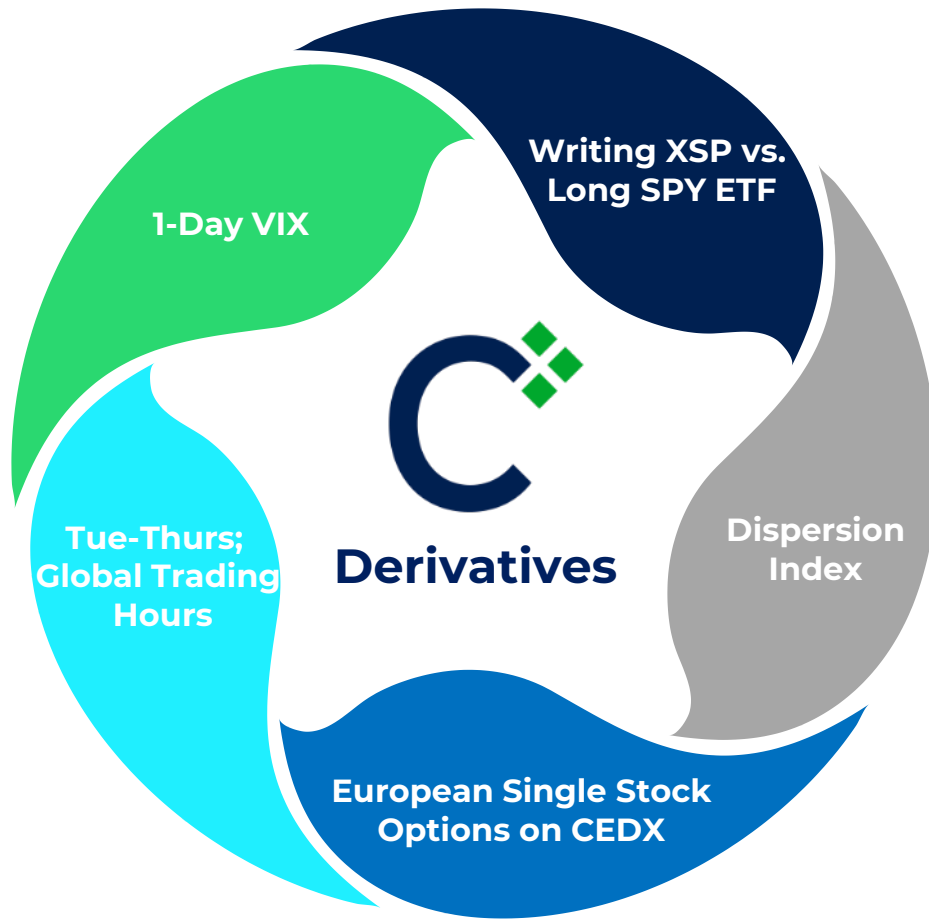 Writing XSP vs.
Long SPY ETF
1-Day VIX
Dispersion
Index
Tue-Thurs;
Global Trading
Hours
Derivatives
European Single Stock
Options on CEDX